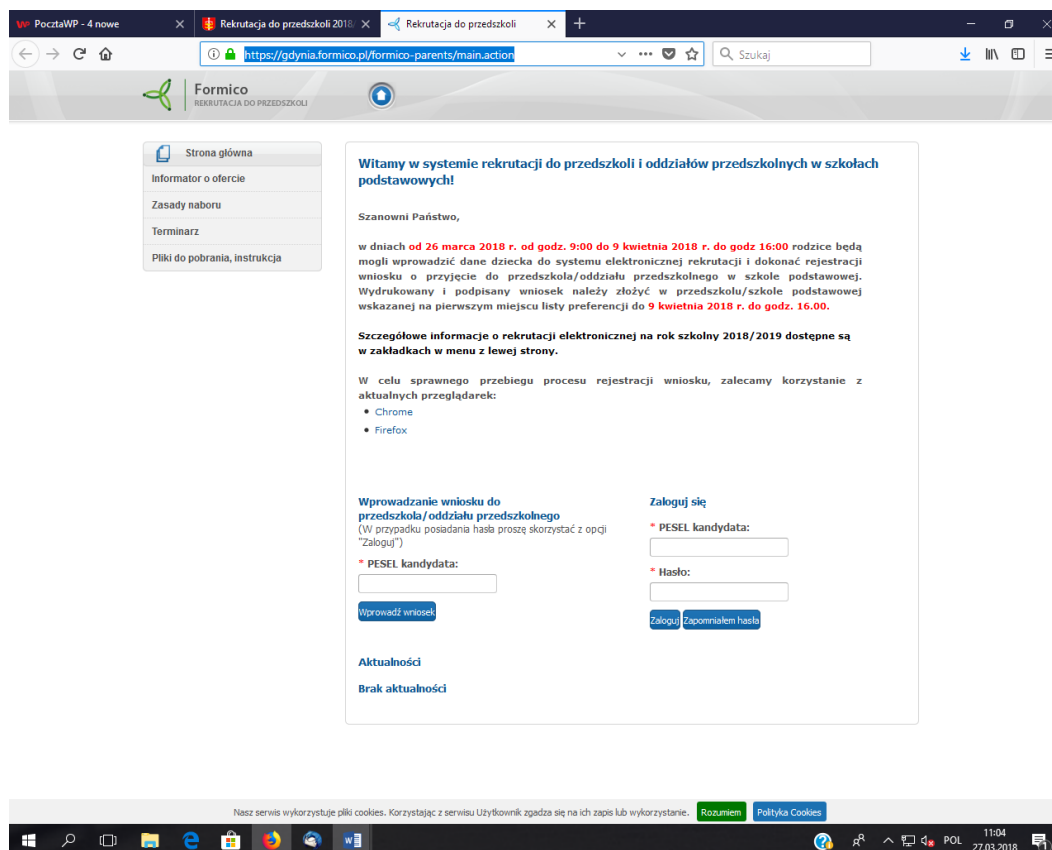 PocztaWP - 4 nowe
Rekrutacja do przedszkoli 2018/
Rekrutacja do przedszkoli
https://gdynia.formico.pl/formico-parents/main.action
Szukaj
Formico
REKRUTACJA DO PRZEDSZKOLI
Strona główna
Informator o ofercie
Zasady naboru
Terminarz
Pliki do pobrania, instrukcja
Witamy w systemie rekrutacji do przedszkoli i oddziałów przedszkolnych w szkołach
podstawowych!
Szanowni Państwo,
w dniach od 26 marca 2018 r. od godz. 9:00 do 9 kwietnia 2018 r. do godz 16:00 rodzice będą
mogli wprowadzić dane dziecka do systemu elektronicznej rekrutacji i dokonać rejestracji
wniosku o przyjęcie do przedszkola/oddziału przedszkolnego w szkole podstawowej.
Wydrukowany i podpisany wniosek należy złożyć w przedszkolu/szkole podstawowej
wskazanej na pierwszym miejscu listy preferencji do 9 kwietnia 2018 r. do godz. 16.00.
Szczegółowe informacje o rekrutacji elektronicznej na rok szkolny 2018/2019 dostępne są
w zakładkach w menu z lewej strony.
W celu sprawnego przebiegu procesu rejestracji wniosku, zalecamy korzystanie z
aktualnych przeglądarek:
• Chrome
• Firefox
Wprowadzanie wniosku do
przedszkola/oddziału przedszkolnego
(W przypadku posiadania hasła proszę skorzystać z opcji
"Zaloguj")
* PESEL kandydata:
Wprowadź wniosek
Zaloguj się
* PESEL kandydata:
* Hasło:
Zaloguj Zapomniałem hasła
Aktualności
Brak aktualności
Nasz serwis wykorzystuje pliki cookies. Korzystając z serwisu Użytkownik zgadza się na ich zapis lub wykorzystanie. Rozumiem Polityka Cookies
POL
11:04
27.03.2018